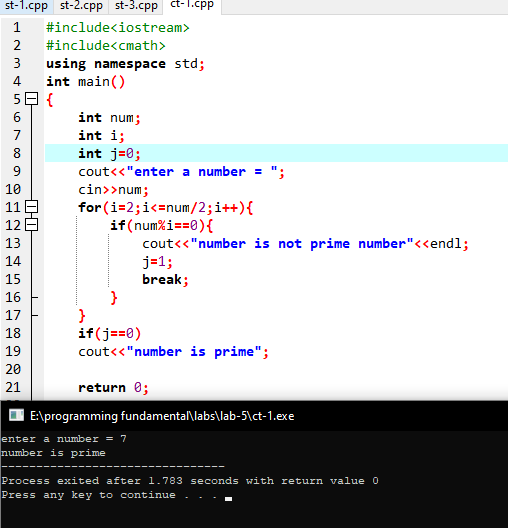 st-1.cpp st-2.cpp st-3.cpp ct-1.cpp
1 #include<iostream>
2 #include<cmath>
3 using namespace std;
4 int main()
5 {
6 int num;
7 int i;
8 int j=0;
9 cout<<"enter a number = ";
10 cin>>num;
11 for(i=2;i<=num/2;i++){
12 if(num%i==0){
13 cout<<"number is not prime number"<<endl;
14 j=1;
15 break;
16 }
17 }
18 if(j==0)
19 cout<<"number is prime";
20
21 return 0;
E:\programming fundamental\labs\lab-5\ct-1.exe
enter a number = 7
number is prime
--------------------------------
Process exited after 1.783 seconds with return value 0
Press any key to continue . . .